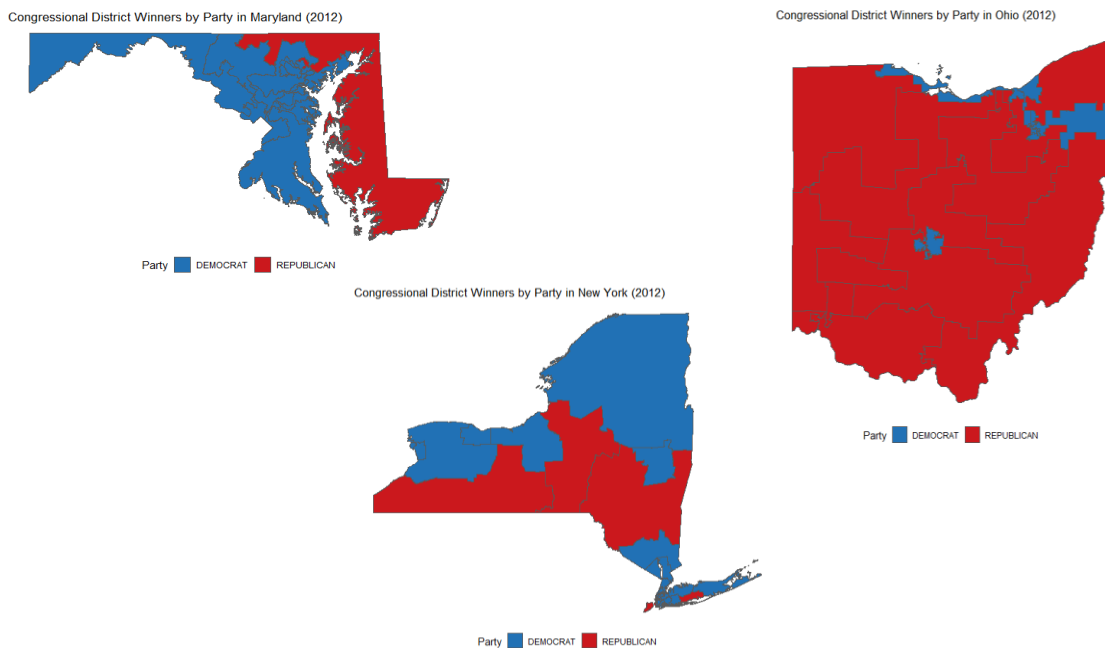 Congressional District Winners by Party in Maryland (2012)
Party DEMOCRAT REPUBLICAN
Congressional District Winners by Party in Ohio (2012)
Party DEMOCRAT REPUBLICAN
Congressional District Winners by Party in New York (2012)
Party DEMOCRAT REPUBLICAN